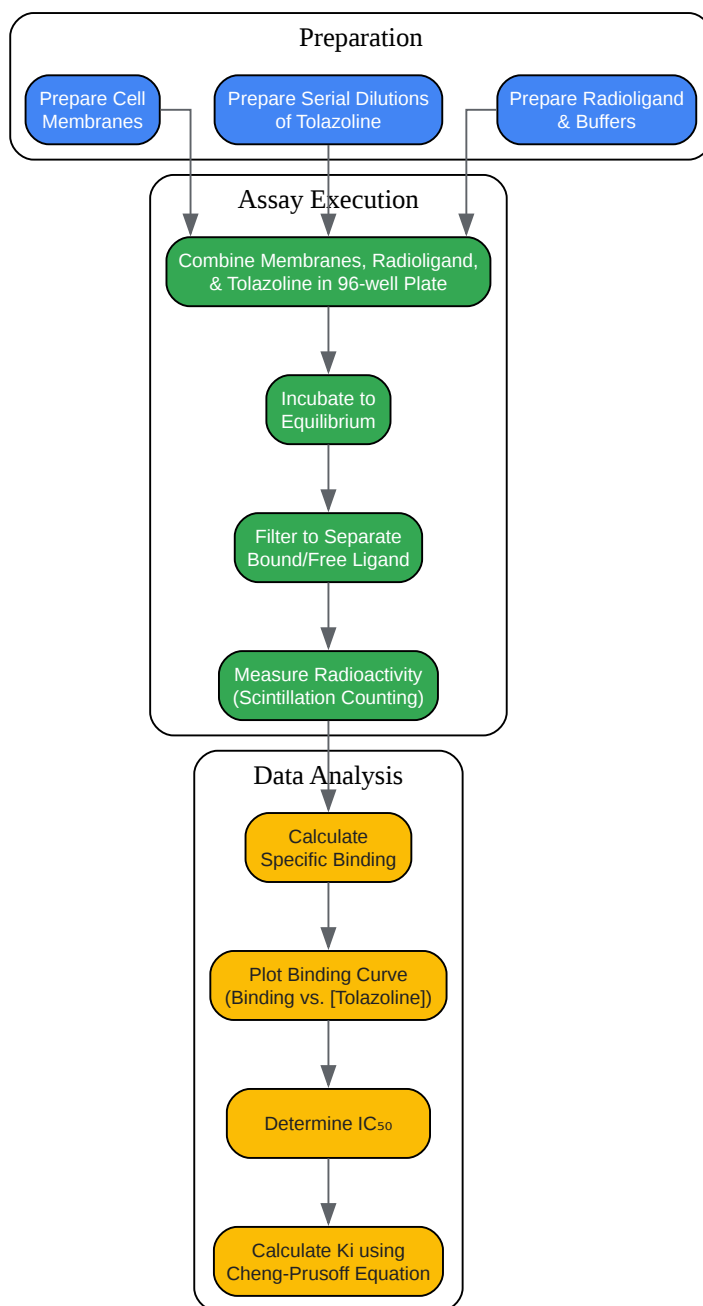 Preparation
Prepare Cell
Membranes
Prepare Serial Dilutions
of Tolazoline
Prepare Radioligand
& Buffers
Assay Execution
Combine Membranes, Radioligand,
& Tolazoline in 96-well Plate
Incubate to
Equilibrium
Filter to Separate
Bound/Free Ligand
Measure Radioactivity
(Scintillation Counting)
Data Analysis
Calculate
Specific Binding
Plot Binding Curve
(Binding vs. [Tolazoline])
Determine IC₅₀
Calculate Ki using
Cheng-Prusoff Equation